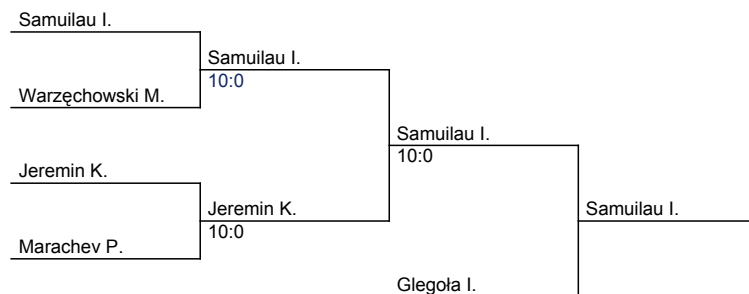 Samuilau I.
Samuilau I.
10:0
Warzęchowski M.
Samuilau I.
10:0
Jeremin K.
Jeremin K.
10:0
Samuilau I.
Marachev P.
Glegoła I.